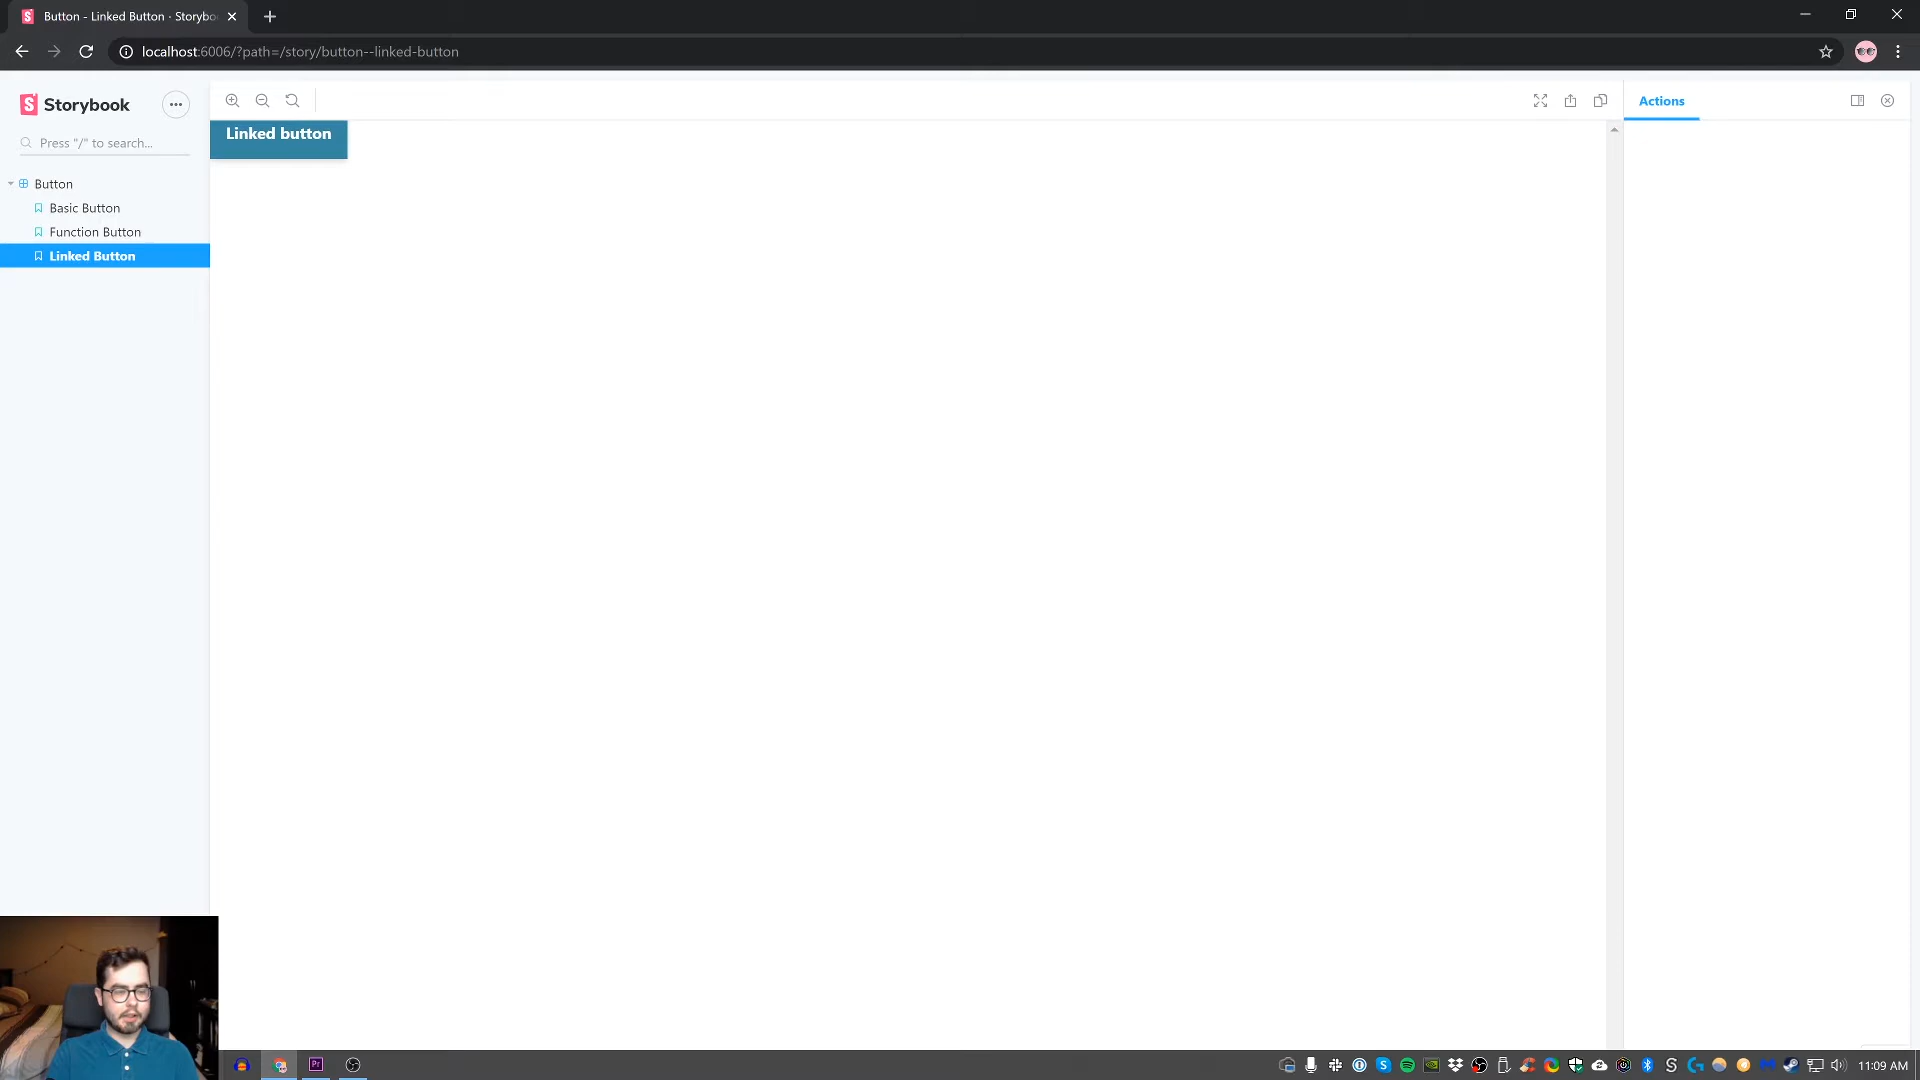 Button - Linked Button · Storybo
localhost:6006/?path=/story/button--linked-button
Storybook
Press "/" to search...
Button
Basic Button
Function Button
Linked Button
Linked button
Actions
Pr
11:09 AM